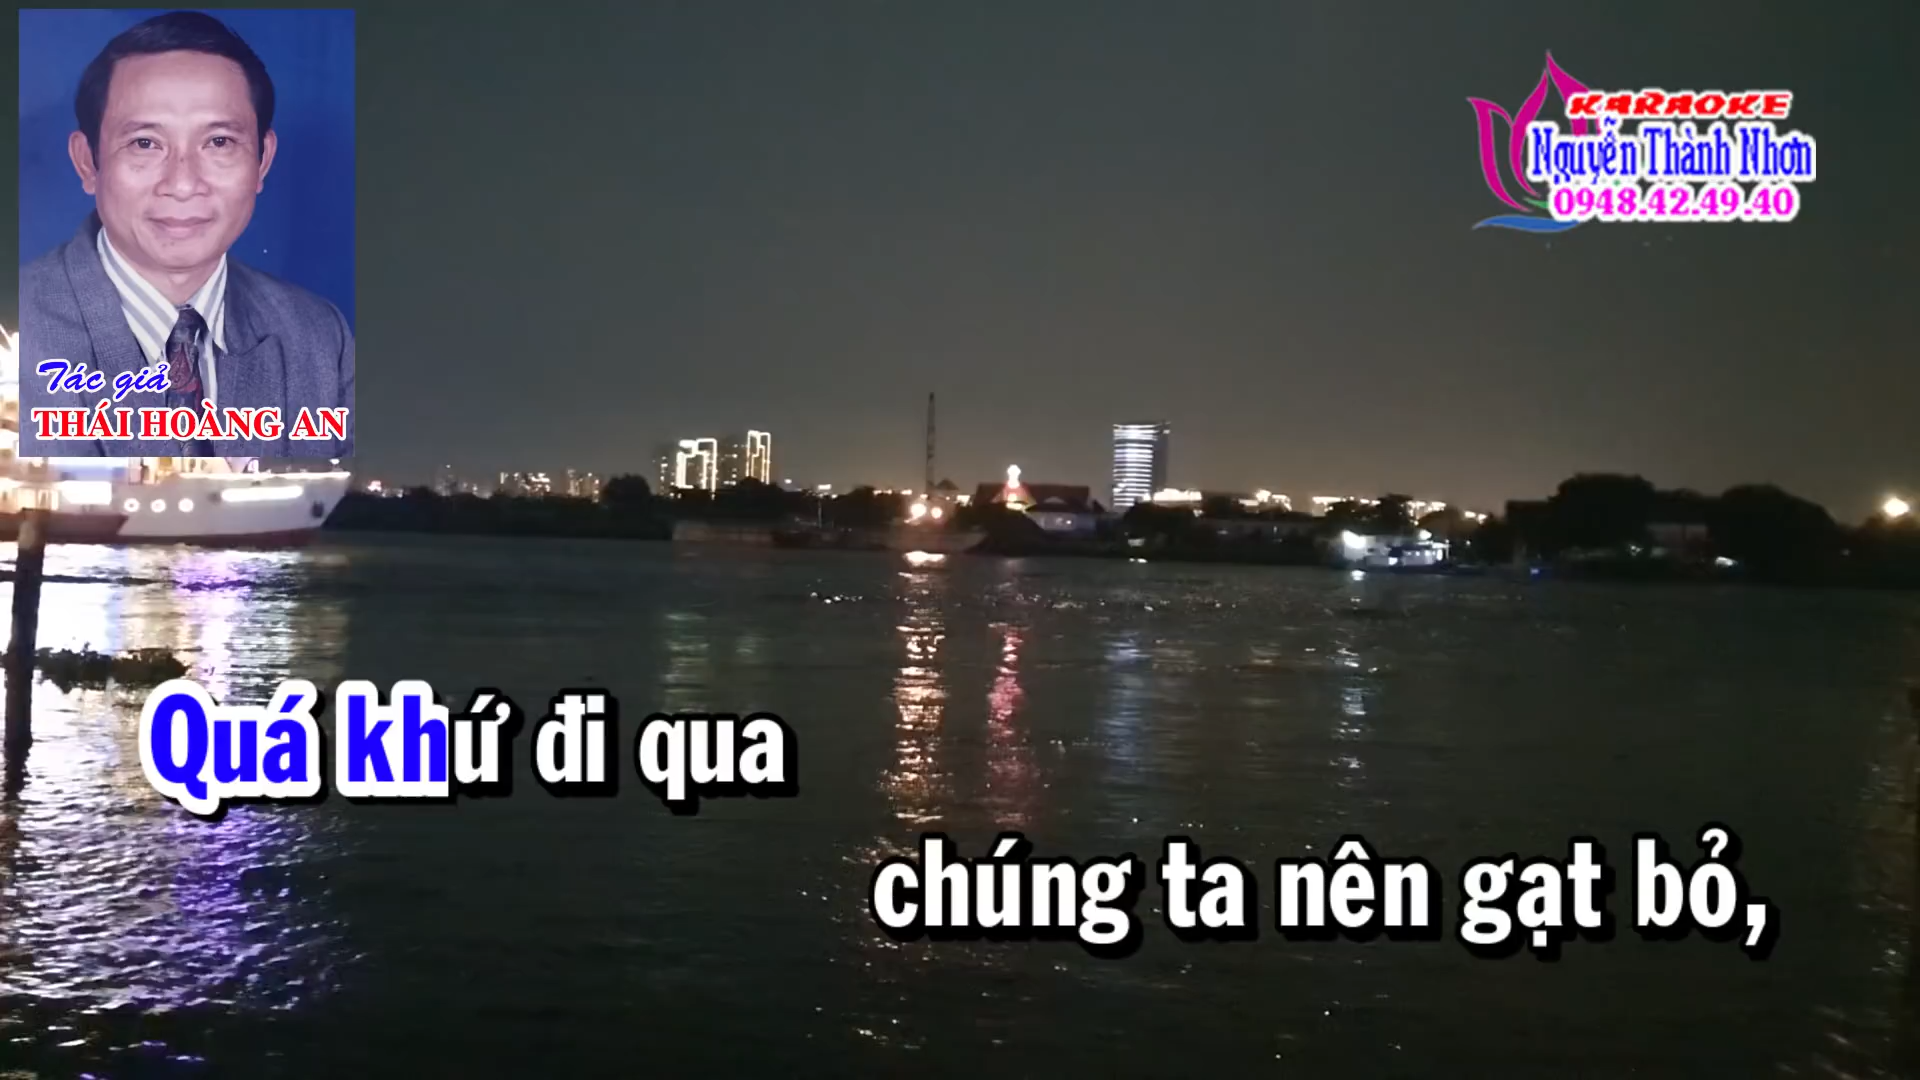 Tác giả
THÁI HOÀNG AN
KARAOKE
Nguyễn Thành Nhơn
0948.42.49.40
Quá khứ đi qua
chúng ta nên gạt bỏ,